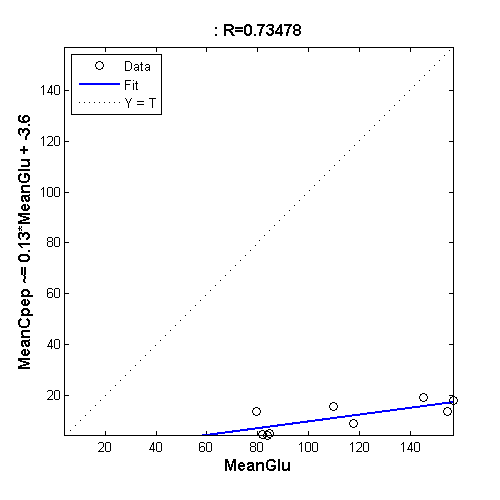 : R=0.73478
Data
Fit
Y = T
MeanCpep ~= 0.13*MeanGlu + -3.6
140
120
100
80
60
40
20
20 40 60 80 100 120 140
MeanGlu